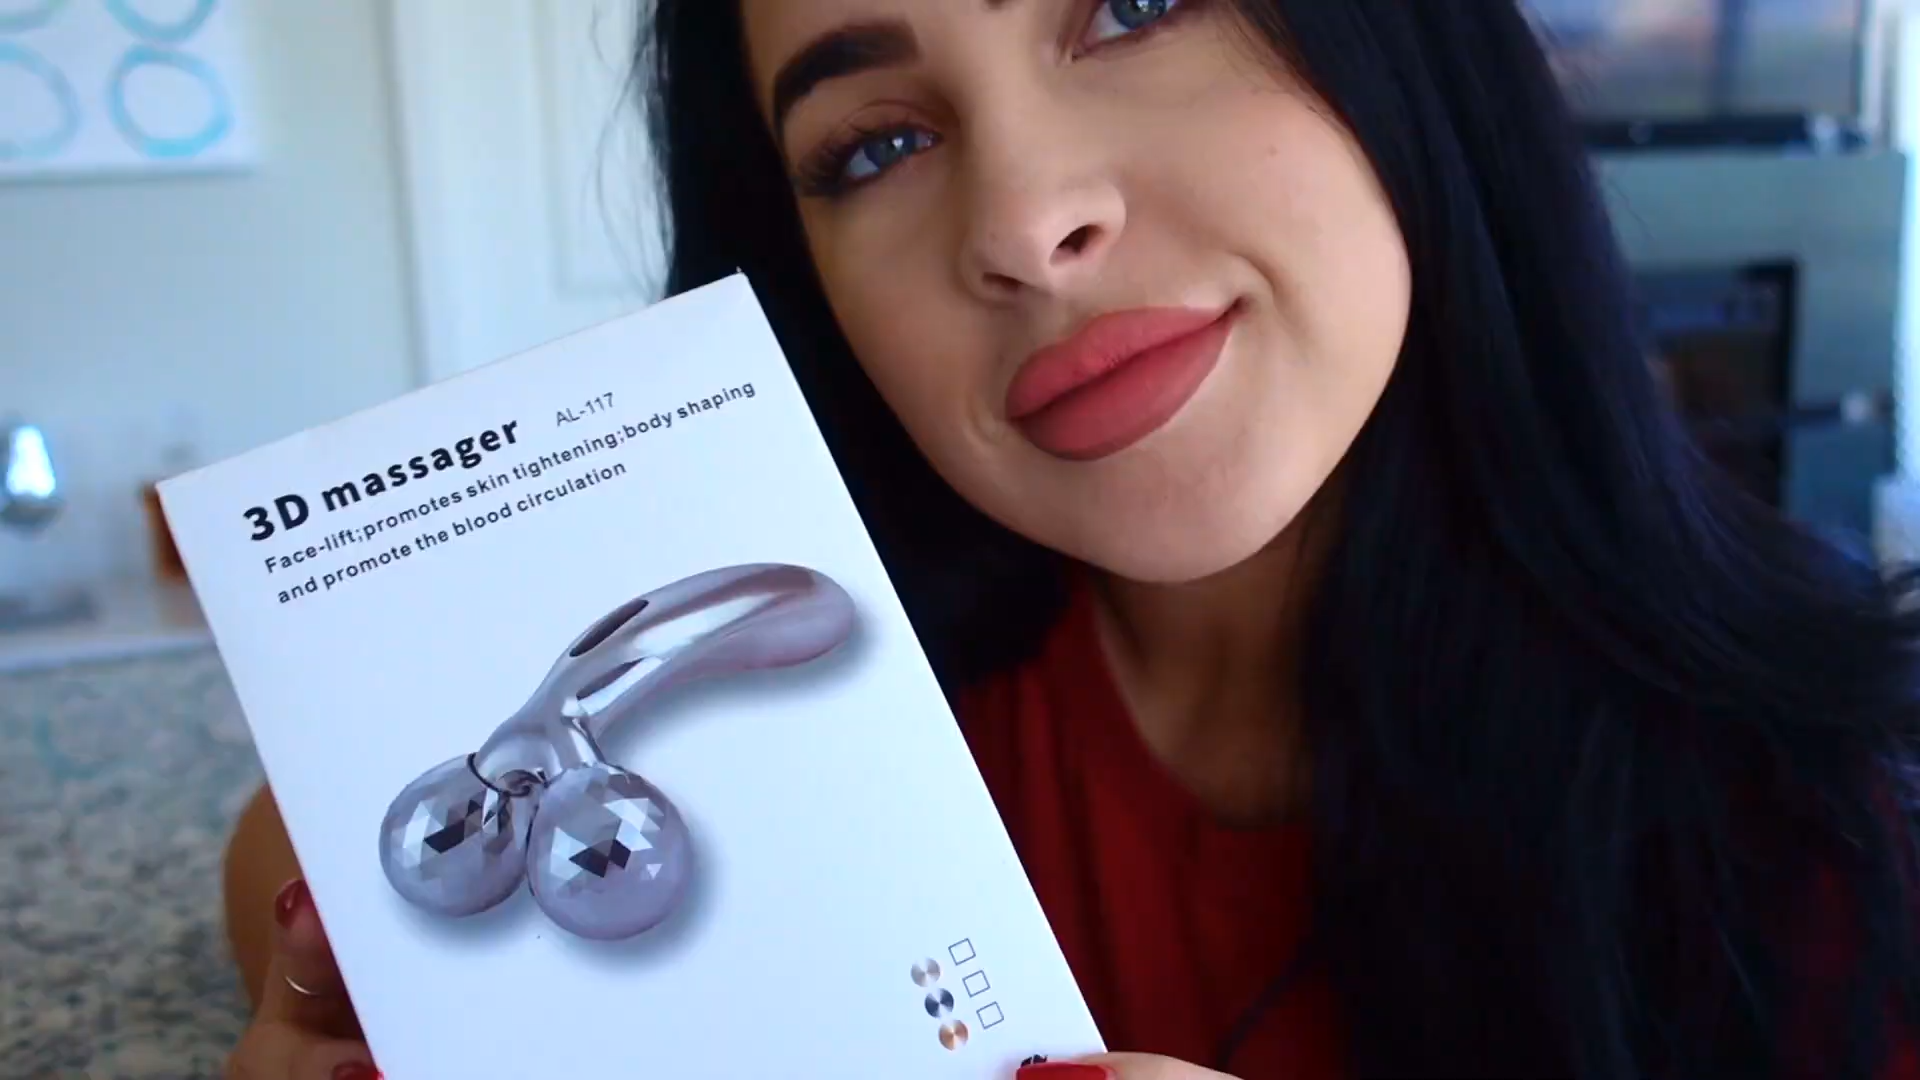 3D massager AL-117
Face-lift;promotes skin tightening;body shaping
and promote the blood circulation